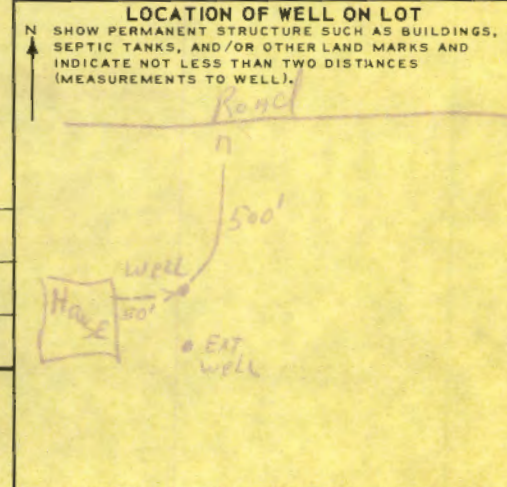 LOCATION OF WELL ON LOT
N SHOW PERMANENT STRUCTURE SUCH AS BUILDINGS,
SEPTIC TANKS, AND/OR OTHER LAND MARKS AND
INDICATE NOT LESS THAN TWO DISTANCES
(MEASUREMENTS TO WELL).
Road
500'
WELL
HOUSE
50'
EXT
WELL